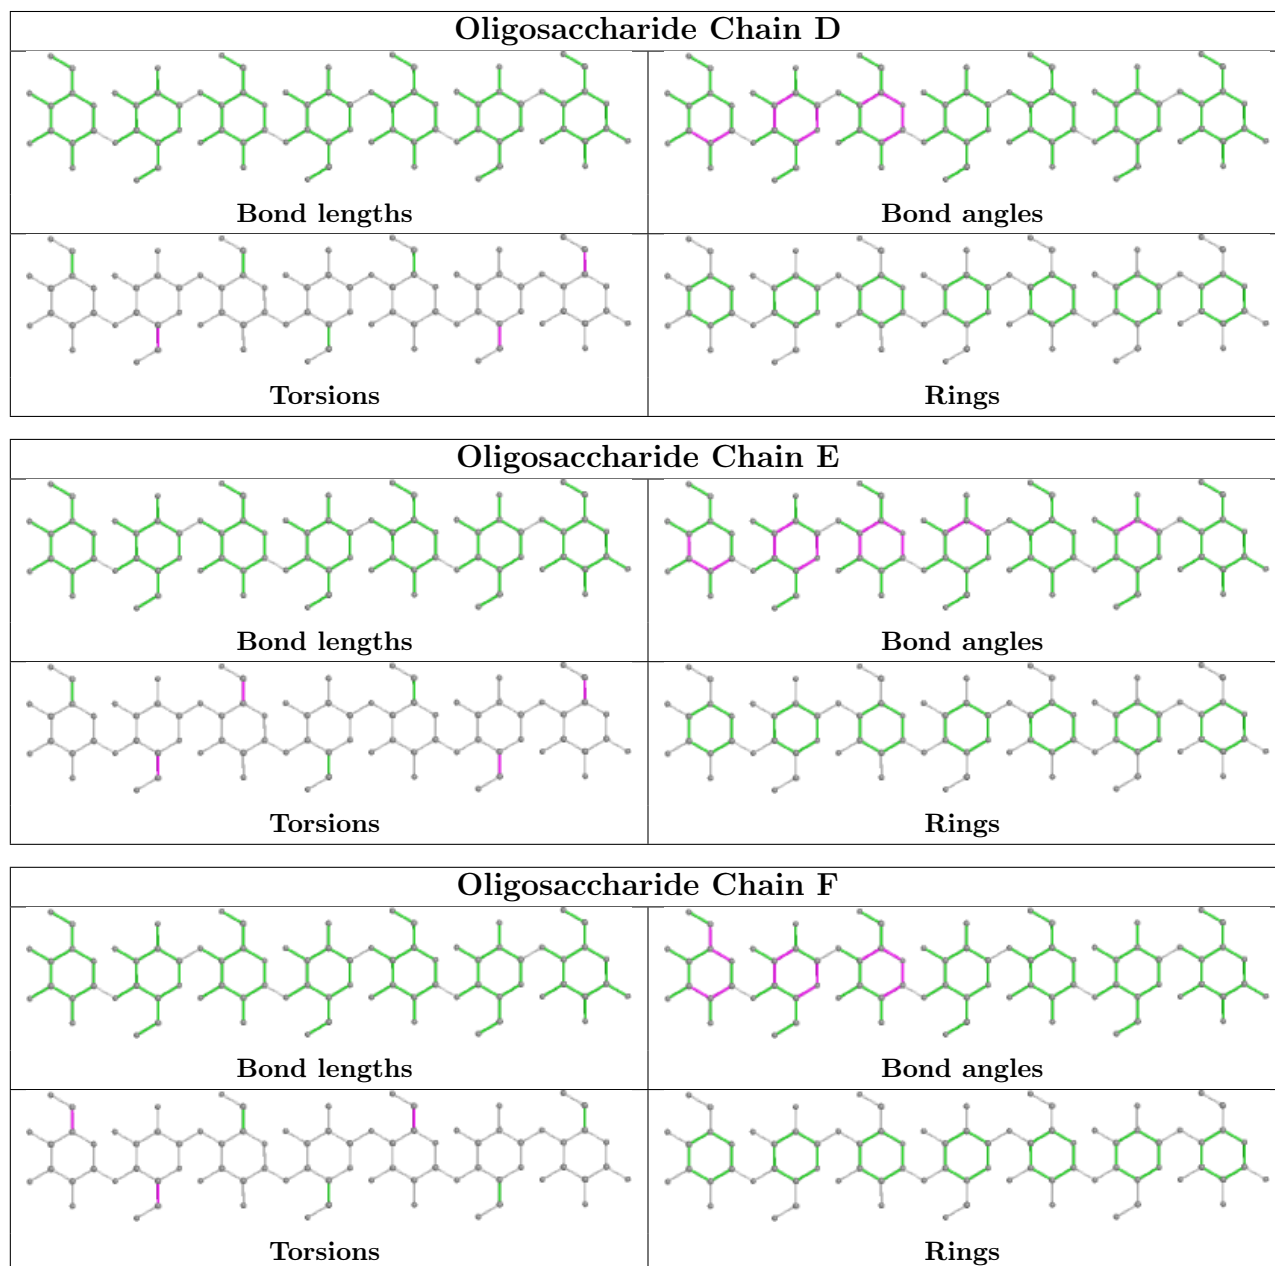 Oligosaccharide Chain D
Bond lengths
Bond angles
Torsions
Rings
Oligosaccharide Chain E
Bond lengths
Bond angles
Torsions
Rings
Oligosaccharide Chain F
Bond lengths
Bond angles
Torsions
Rings